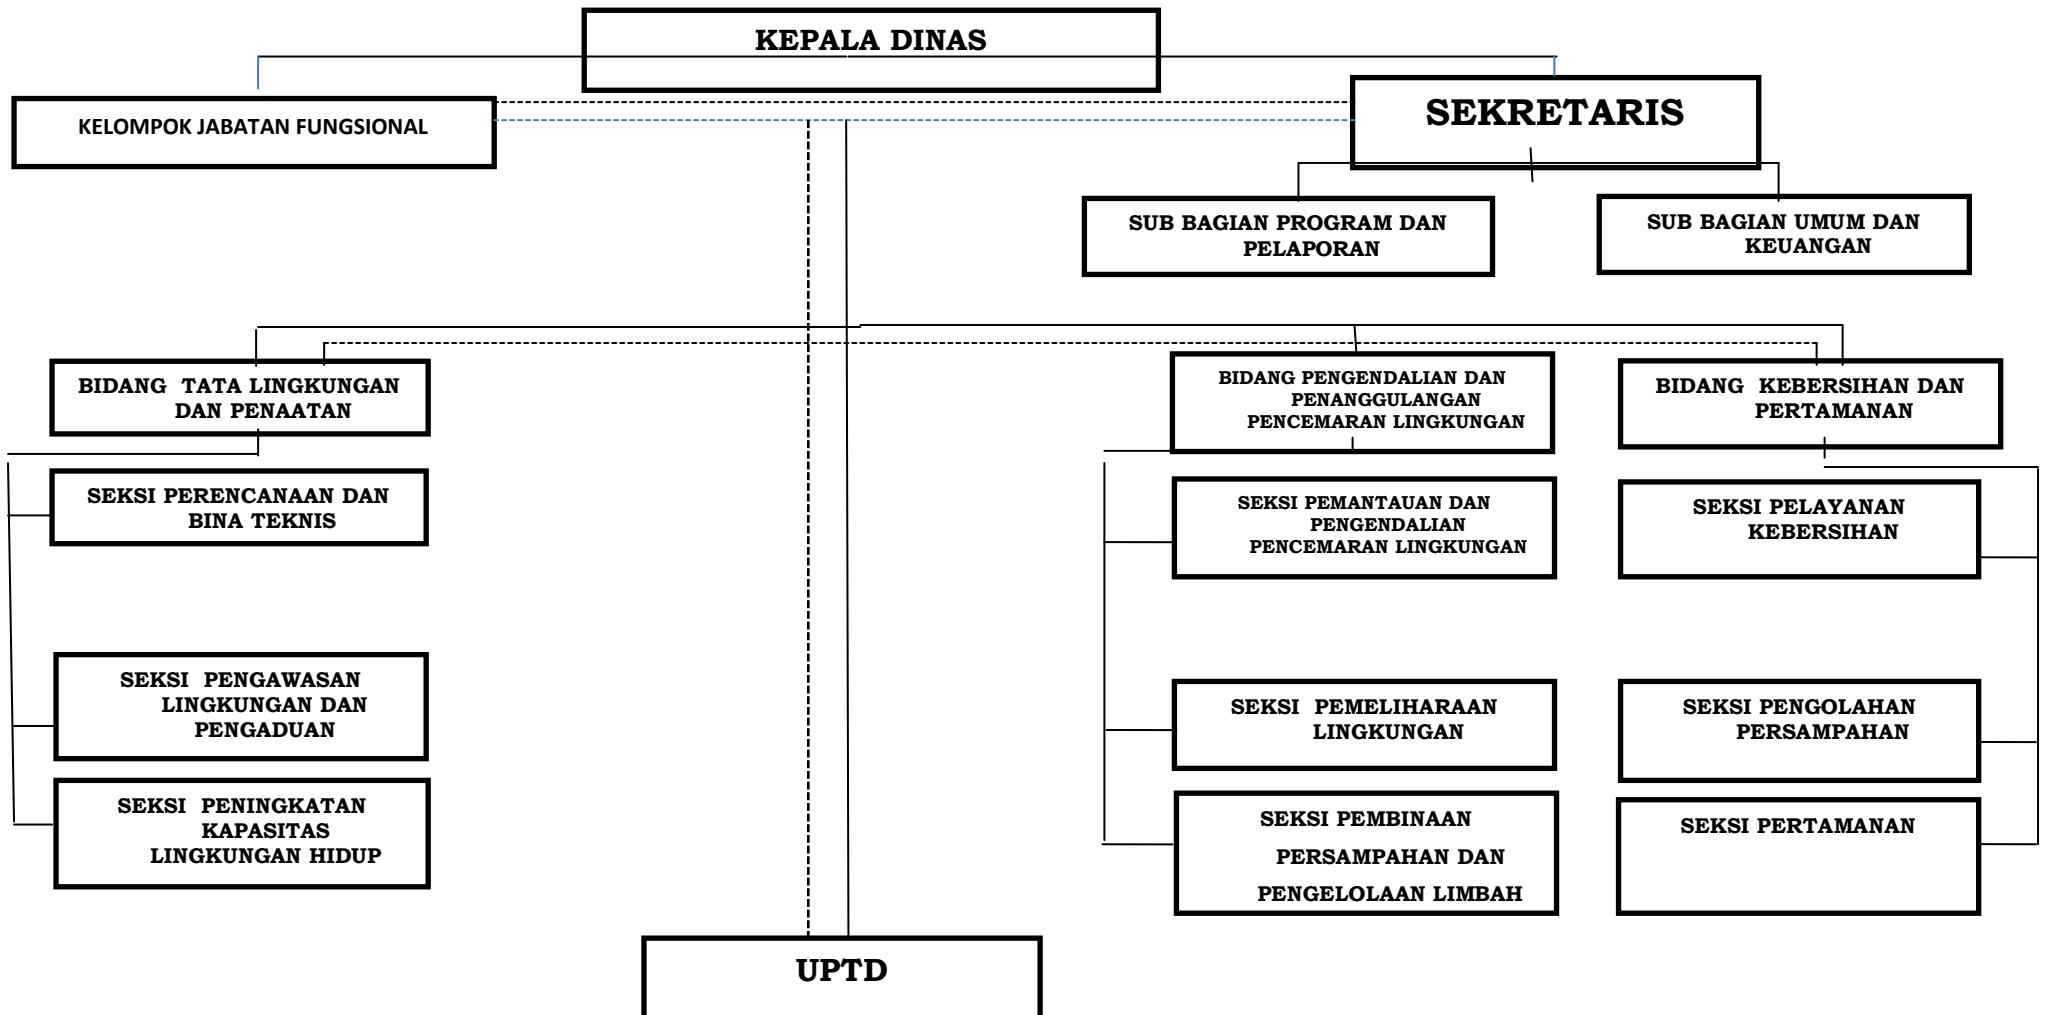 KEPALA DINAS
KELOMPOK JABATAN FUNGSIONAL
SEKRETARIS
SUB BAGIAN PROGRAM DAN
PELAPORAN
SUB BAGIAN UMUM DAN
KEUANGAN
BIDANG TATA LINGKUNGAN
DAN PENAATAN
BIDANG PENGENDALIAN DAN
PENANGGULANGAN
PENCEMARAN LINGKUNGAN
BIDANG KEBERSIHAN DAN
PERTAMANAN
SEKSI PERENCANAAN DAN
BINA TEKNIS
SEKSI PEMANTAUAN DAN
PENGENDALIAN
PENCEMARAN LINGKUNGAN
SEKSI PELAYANAN
KEBERSIHAN
SEKSI PENGAWASAN
LINGKUNGAN DAN
PENGADUAN
SEKSI PEMELIHARAAN
LINGKUNGAN
SEKSI PENGOLAHAN
PERSAMPAHAN
SEKSI PENINGKATAN
KAPASITAS
LINGKUNGAN HIDUP
SEKSI PEMBINAAN
PERSAMPAHAN DAN
PENGELOLAAN LIMBAH
SEKSI PERTAMANAN
UPTD